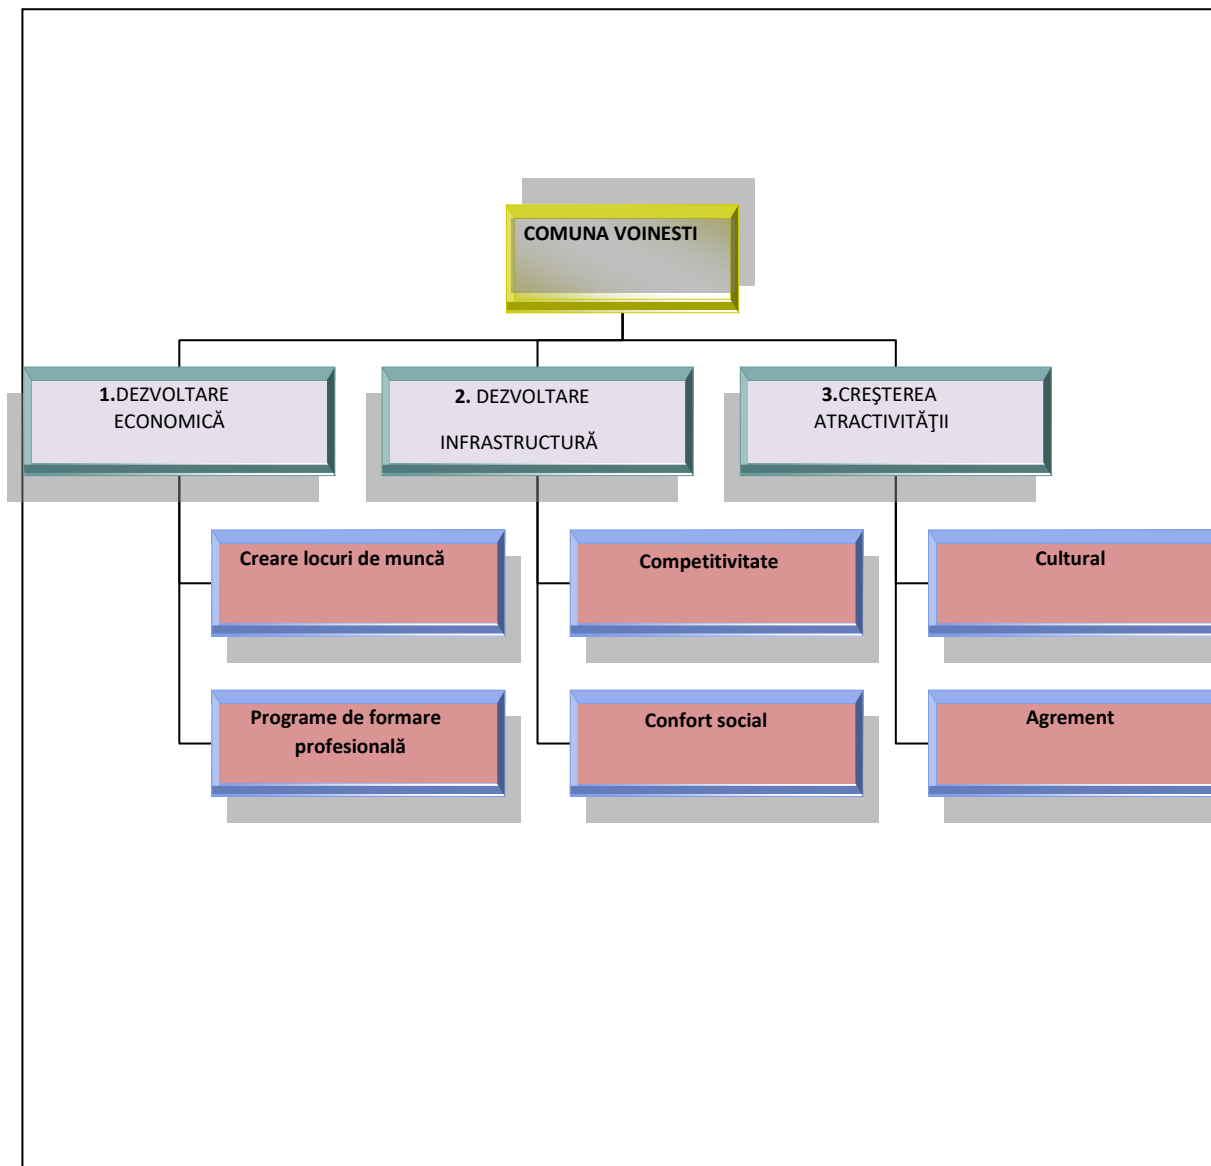 COMUNA VOINESTI
1.DEZVOLTARE
ECONOMICĂ
2. DEZVOLTARE
INFRASTRUCTURĂ
3.CREŞTEREA
ATRACTIVITĂŢII
Creare locuri de muncă
Competitivitate
Cultural
Programe de formare
profesională
Confort social
Agrement